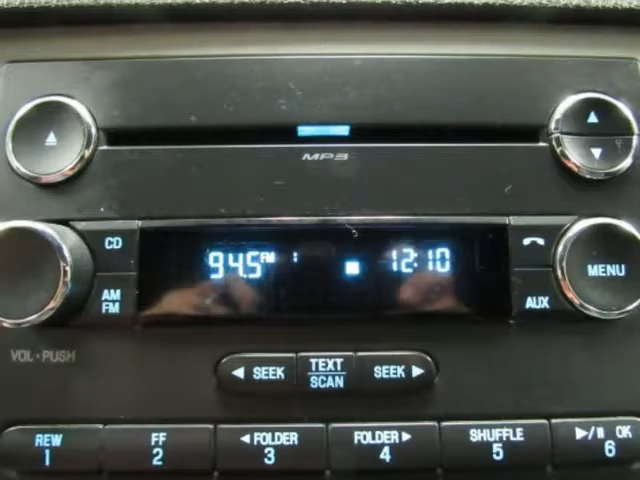 MP3
CD
94.5 FM 1 12:10
MENU
AM
FM
AUX
VOL • PUSH
◄ SEEK TEXT SEEK ►
SCAN
REW FF ◄ FOLDER FOLDER ► SHUFFLE ►/II OK
1 2 3 4 5 6